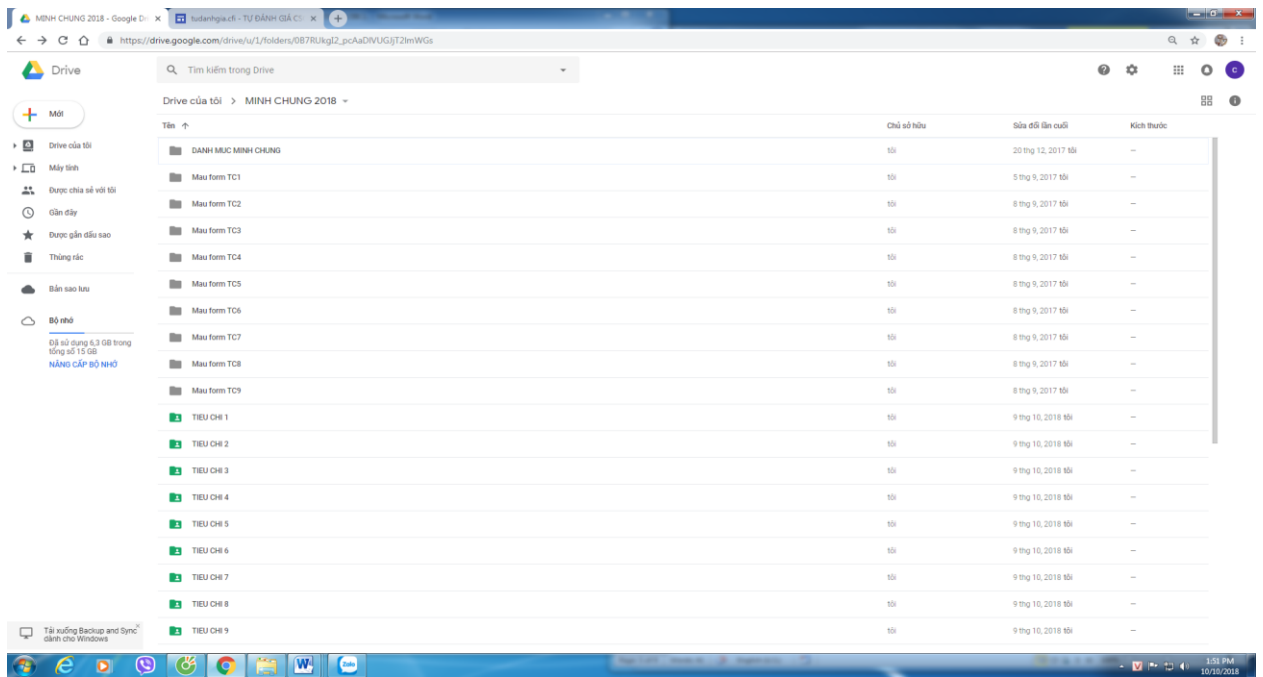 MINH CHUNG 2018 - Google Dr
tudanhgia.cfi - TỰ ĐÁNH GIÁ CS
https://drive.google.com/drive/u/1/folders/0B7RUkgI2_pcAaDlVUGJjT2lmWGs
Drive
Tìm kiếm trong Drive
C
Mới
Drive của tôi > MINH CHUNG 2018
Tên
Chủ sở hữu
Sửa đổi lần cuối
Kích thước
Drive của tôi
Máy tính
Được chia sẻ với tôi
Gần đây
Được gắn dấu sao
Thùng rác
Bản sao lưu
Bộ nhớ
Đã sử dụng 6,3 GB trong
tổng số 15 GB
NÂNG CẤP BỘ NHỚ
DANH MUC MINH CHUNG tôi 20 thg 12, 2017 tôi –
Mau form TC1 tôi 5 thg 9, 2017 tôi –
Mau form TC2 tôi 8 thg 9, 2017 tôi –
Mau form TC3 tôi 8 thg 9, 2017 tôi –
Mau form TC4 tôi 8 thg 9, 2017 tôi –
Mau form TC5 tôi 8 thg 9, 2017 tôi –
Mau form TC6 tôi 8 thg 9, 2017 tôi –
Mau form TC7 tôi 8 thg 9, 2017 tôi –
Mau form TC8 tôi 8 thg 9, 2017 tôi –
Mau form TC9 tôi 8 thg 9, 2017 tôi –
TIEU CHI 1 tôi 9 thg 10, 2018 tôi –
TIEU CHI 2 tôi 9 thg 10, 2018 tôi –
TIEU CHI 3 tôi 9 thg 10, 2018 tôi –
TIEU CHI 4 tôi 9 thg 10, 2018 tôi –
TIEU CHI 5 tôi 9 thg 10, 2018 tôi –
TIEU CHI 6 tôi 9 thg 10, 2018 tôi –
TIEU CHI 7 tôi 9 thg 10, 2018 tôi –
TIEU CHI 8 tôi 9 thg 10, 2018 tôi –
TIEU CHI 9 tôi 9 thg 10, 2018 tôi –
Tải xuống Backup and Sync
dành cho Windows
Zalo
V
1:51 PM
10/10/2018